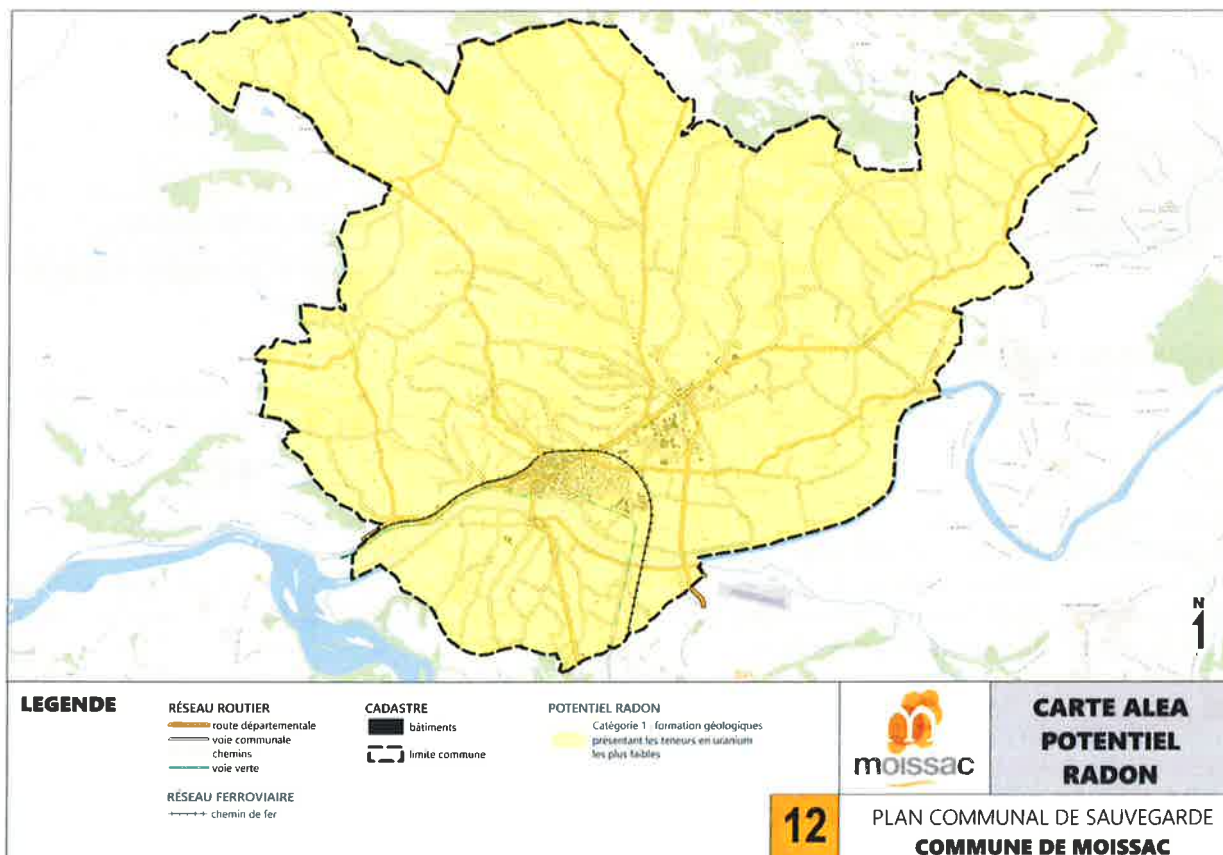 N
LEGENDE
RÉSEAU ROUTIER
route départementale
voie communale
chemins
voie verte
RÉSEAU FERROVIAIRE
chemin de fer
CADASTRE
bâtiments
limite commune
POTENTIEL RADON
Catégorie 1 : formation géologiques
présentant les teneurs en uranium
les plus faibles
moissac
CARTE ALEA
POTENTIEL
RADON
12
PLAN COMMUNAL DE SAUVEGARDE
COMMUNE DE MOISSAC